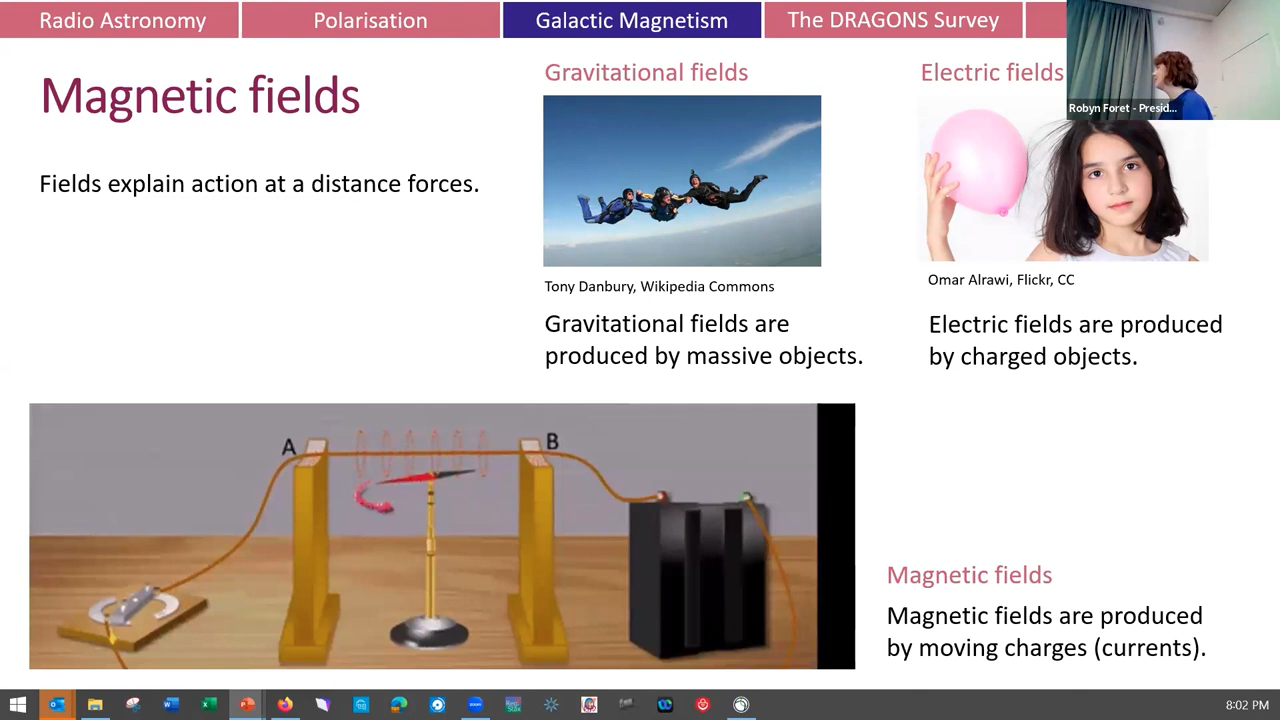 Radio Astronomy
Polarisation
Galactic Magnetism
The DRAGONS Survey
Robyn Foret - Presid...
Magnetic fields
Fields explain action at a distance forces.
Gravitational fields
Tony Danbury, Wikipedia Commons
Gravitational fields are
produced by massive objects.
Electric fields
Omar Alrawi, Flickr, CC
Electric fields are produced
by charged objects.
A
B
Magnetic fields
Magnetic fields are produced
by moving charges (currents).
8:02 PM